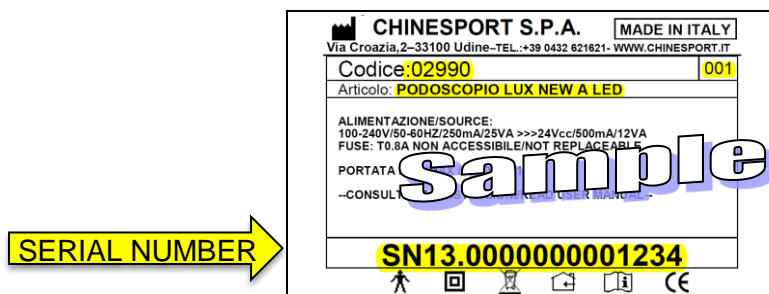 CHINESPORT S.P.A. MADE IN ITALY
Via Croazia,2–33100 Udine–TEL.:+39 0432 621621- WWW.CHINESPORT.IT
Codice:02990 001
Articolo: PODOSCOPIO LUX NEW A LED
ALIMENTAZIONE/SOURCE:
100-240V/50-60HZ/250mA/25VA >>>24Vcc/500mA/12VA
FUSE: T0.8A NON ACCESSIBILE/NOT REPLACEABLE
Sample
PORTATA
--CONSULT READ USER MANUAL--
SERIAL NUMBER
SN13.0000000001234
CE